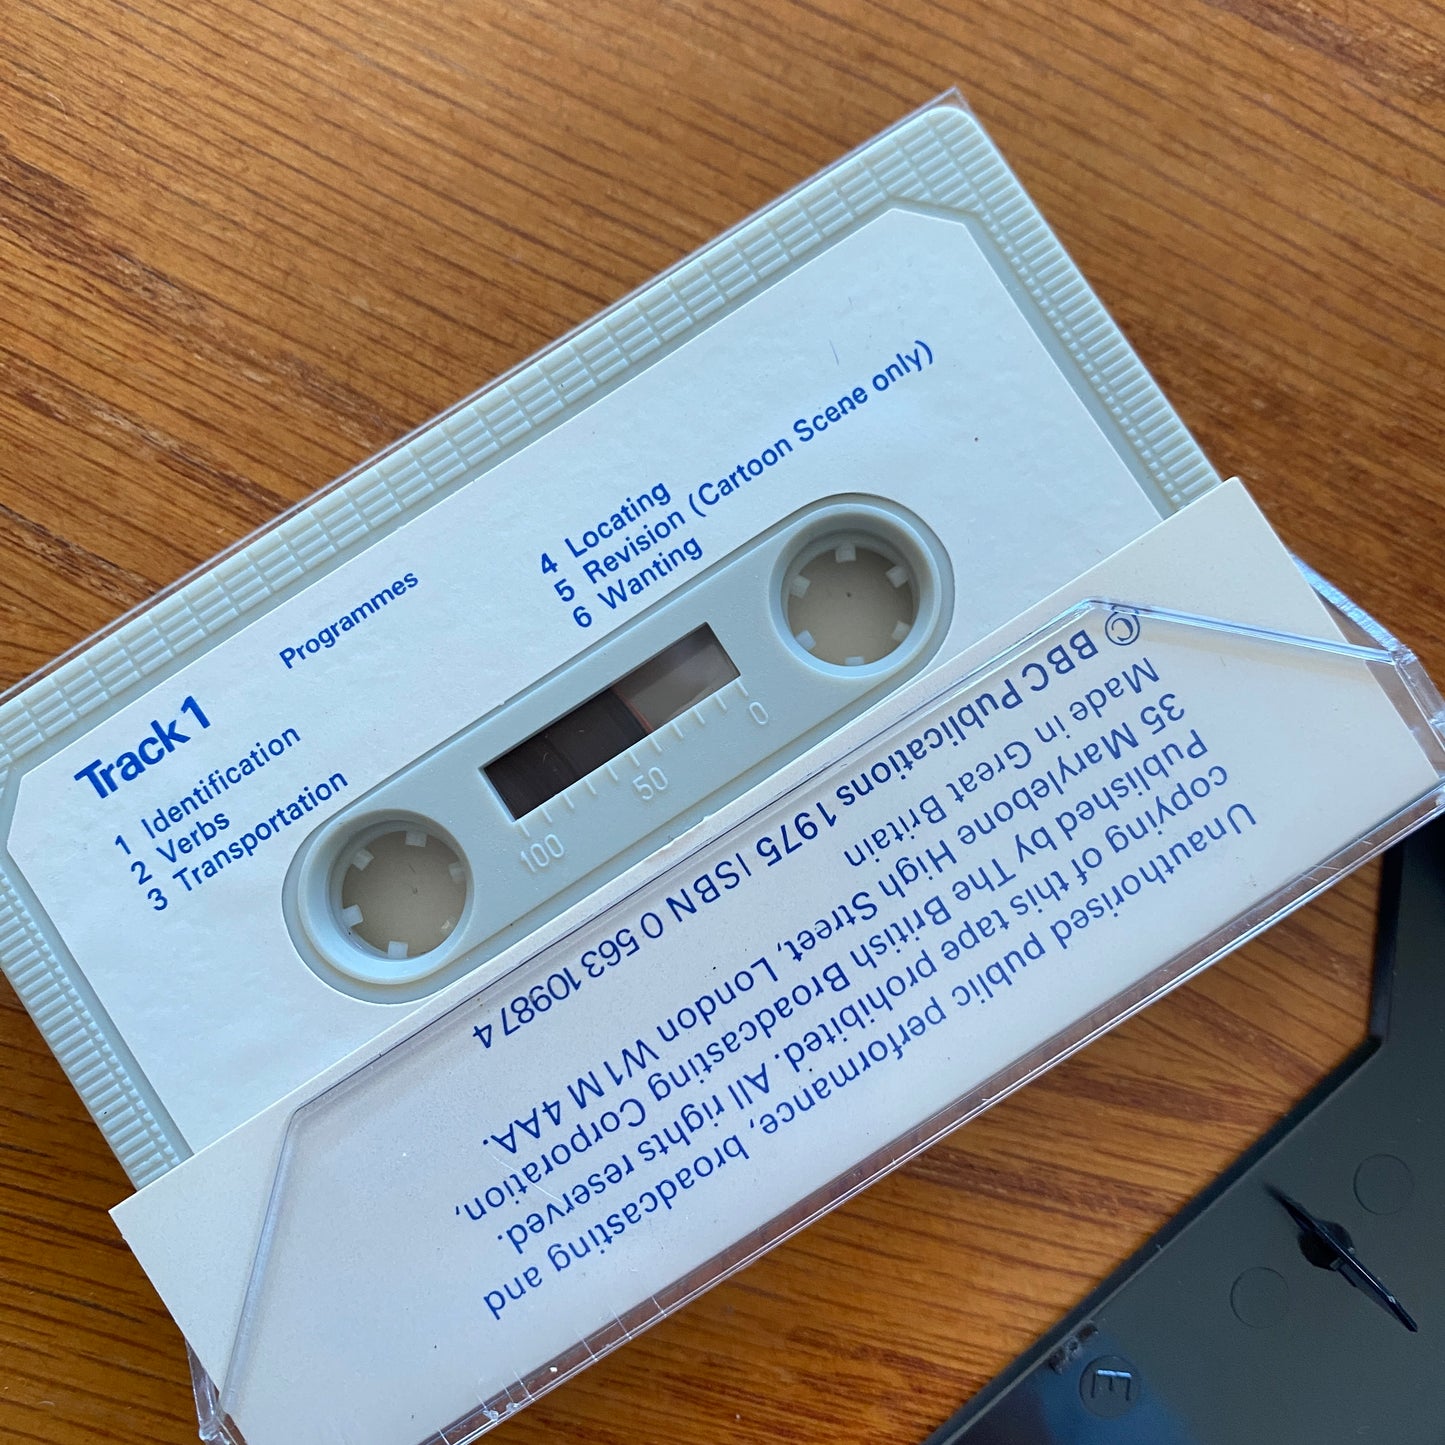 Track 1
Programmes
1 Identification
2 Verbs
3 Transportation
4 Locating
5 Revision (Cartoon Scene only)
6 Wanting
100
50
0
Unauthorised public performance, broadcasting and
copying of this tape prohibited. All rights reserved.
Published by The British Broadcasting Corporation,
35 Marylebone High Street, London W1M 4AA.
Made in Great Britain
© BBC Publications 1975 ISBN 0 563 109874
E